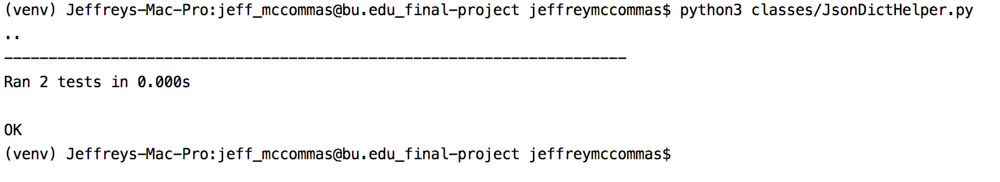 (venv) Jeffreys-Mac-Pro:jeff_mccommas@bu.edu_final-project jeffreymccommas$ python3 classes/JsonDictHelper.py
..
----------------------------------------------------------------------
Ran 2 tests in 0.000s
OK
(venv) Jeffreys-Mac-Pro:jeff_mccommas@bu.edu_final-project jeffreymccommas$